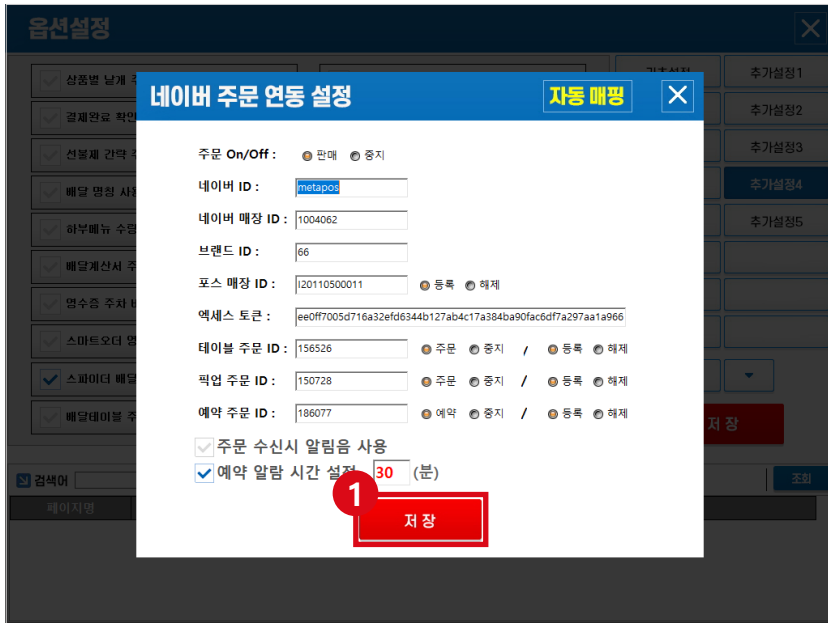 옵션설정
상품별 낱개
결제완료 확인
선불제 간략
배달 명칭 사용
하부메뉴 수량
배달계산서 주
영수증 주차
스마트오더 영
스파이더 배달
배달테이블 주
기초설정
추가설정1
추가설정2
추가설정3
추가설정4
추가설정5
저 장
네이버 주문 연동 설정 자동 매핑
주문 On/Off : 판매 중지
네이버 ID : metapos
네이버 매장 ID : 1004062
브랜드 ID : 66
포스 매장 ID : I20110500011 등록 해제
엑세스 토큰 : ee0ff7005d716a32efd6344b127ab4c17a384ba90fac6df7a297aa1a966
테이블 주문 ID : 156526 주문 중지 / 등록 해제
픽업 주문 ID : 150728 주문 중지 / 등록 해제
예약 주문 ID : 186077 예약 중지 / 등록 해제
주문 수신시 알림음 사용
예약 알람 시간 설정 30 (분)
1
저 장
검색어 조회
페이지명